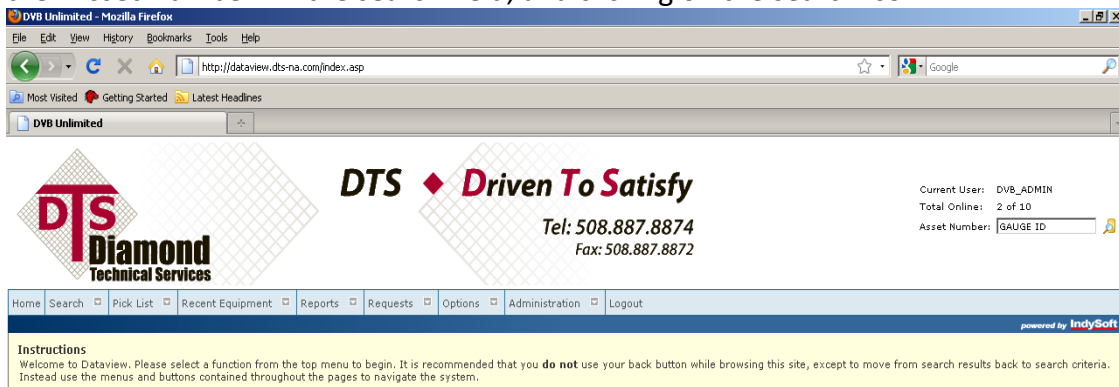 DVB Unlimited - Mozilla Firefox
File Edit View History Bookmarks Tools Help
http://dataview.dts-na.com/index.asp
Google
Most Visited Getting Started Latest Headlines
DVB Unlimited
DTS Diamond Technical Services
DTS ♦ Driven To Satisfy
Tel: 508.887.8874
Fax: 508.887.8872
Current User: DVB_ADMIN
Total Online: 2 of 10
Asset Number: GAUGE ID
Home Search Pick List Recent Equipment Reports Requests Options Administration Logout
powered by IndySoft
Instructions
Welcome to Dataview. Please select a function from the top menu to begin. It is recommended that you do not use your back button while browsing this site, except to move from search results back to search criteria.
Instead use the menus and buttons contained throughout the pages to navigate the system.